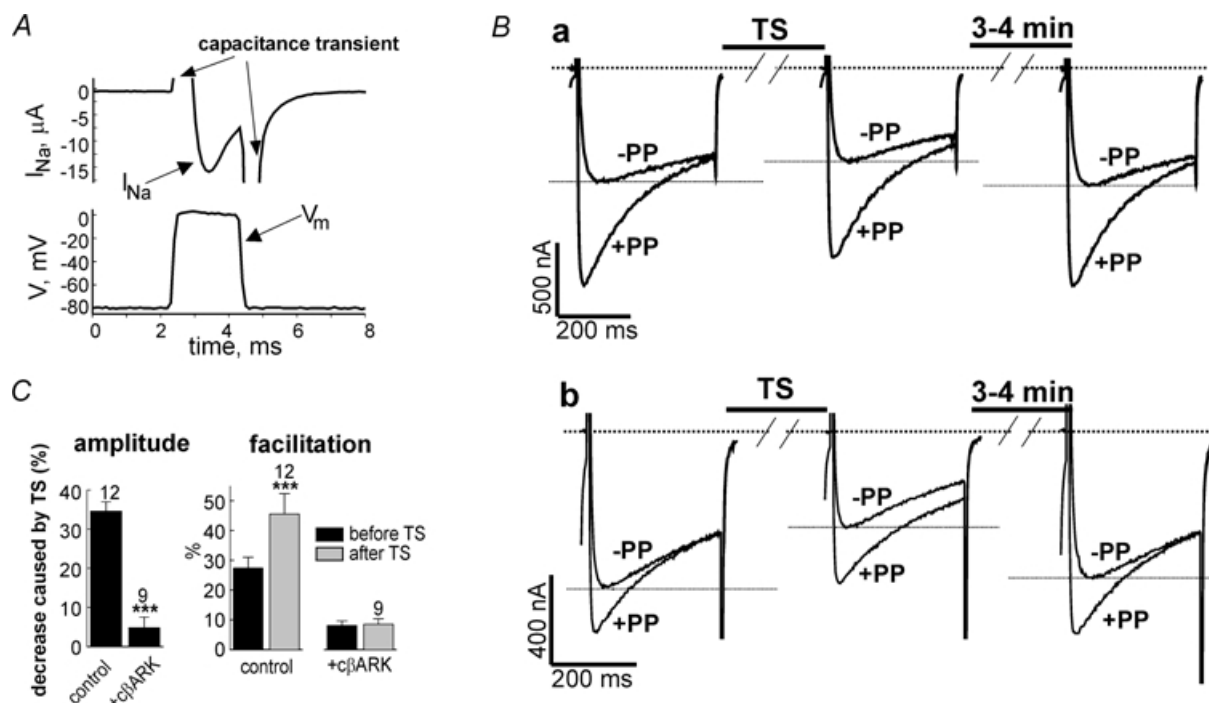 A
capacitance transient
0
-5
-10
-15
I_Na, μA
I_Na
0
-20
-40
-60
-80
V, mV
V_m
0 2 4 6 8
time, ms
B
a
TS
3-4 min
-PP
+PP
-PP
+PP
-PP
+PP
500 nA
200 ms
b
TS
3-4 min
-PP
+PP
-PP
+PP
-PP
+PP
400 nA
200 ms
C
amplitude
facilitation
decrease caused by TS (%)
40
30
20
10
0
12
9
***
control
+cβARK
%
50
40
30
20
10
0
12
***
9
before TS
after TS
control
+cβARK